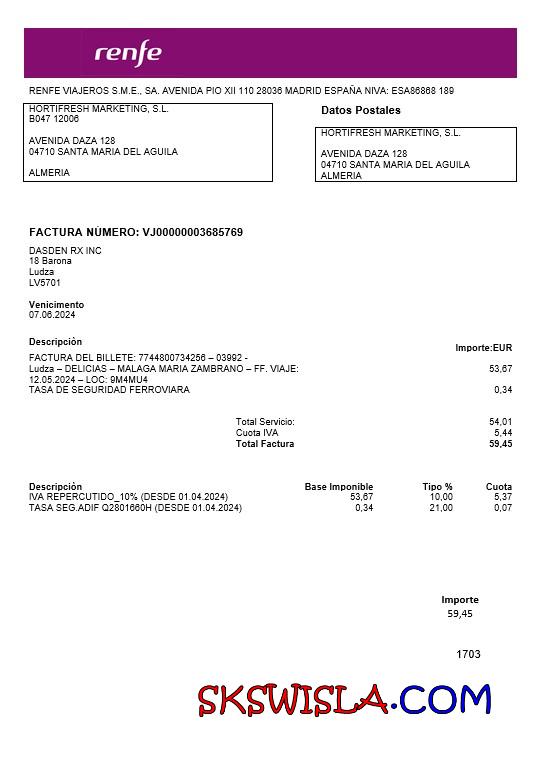 renfe
RENFE VIAJEROS S.M.E., SA. AVENIDA PIO XII 110 28036 MADRID ESPAÑA NIVA: ESA86868 189
HORTIFRESH MARKETING, S.L.
B047 12006
AVENIDA DAZA 128
04710 SANTA MARIA DEL AGUILA
ALMERIA
Datos Postales
HORTIFRESH MARKETING, S.L.
AVENIDA DAZA 128
04710 SANTA MARIA DEL AGUILA
ALMERIA
FACTURA NÚMERO: VJ00000003685769
DASDEN RX INC
18 Barona
Ludza
LV5701
Venicimento
07.06.2024
Descripciòn Importe:EUR
FACTURA DEL BILLETE: 7744800734256 – 03992 -
Ludza – DELICIAS – MALAGA MARIA ZAMBRANO – FF. VIAJE: 53,67
12.05.2024 – LOC: 9M4MU4
TASA DE SEGURIDAD FERROVIARA 0,34
Total Servicio: 54,01
Cuota IVA 5,44
Total Factura 59,45
Descripciòn Base Imponible Tipo % Cuota
IVA REPERCUTIDO_10% (DESDE 01.04.2024) 53,67 10,00 5,37
TASA SEG.ADIF Q2801660H (DESDE 01.04.2024) 0,34 21,00 0,07
Importe
59,45
1703
SKSWISLA.COM